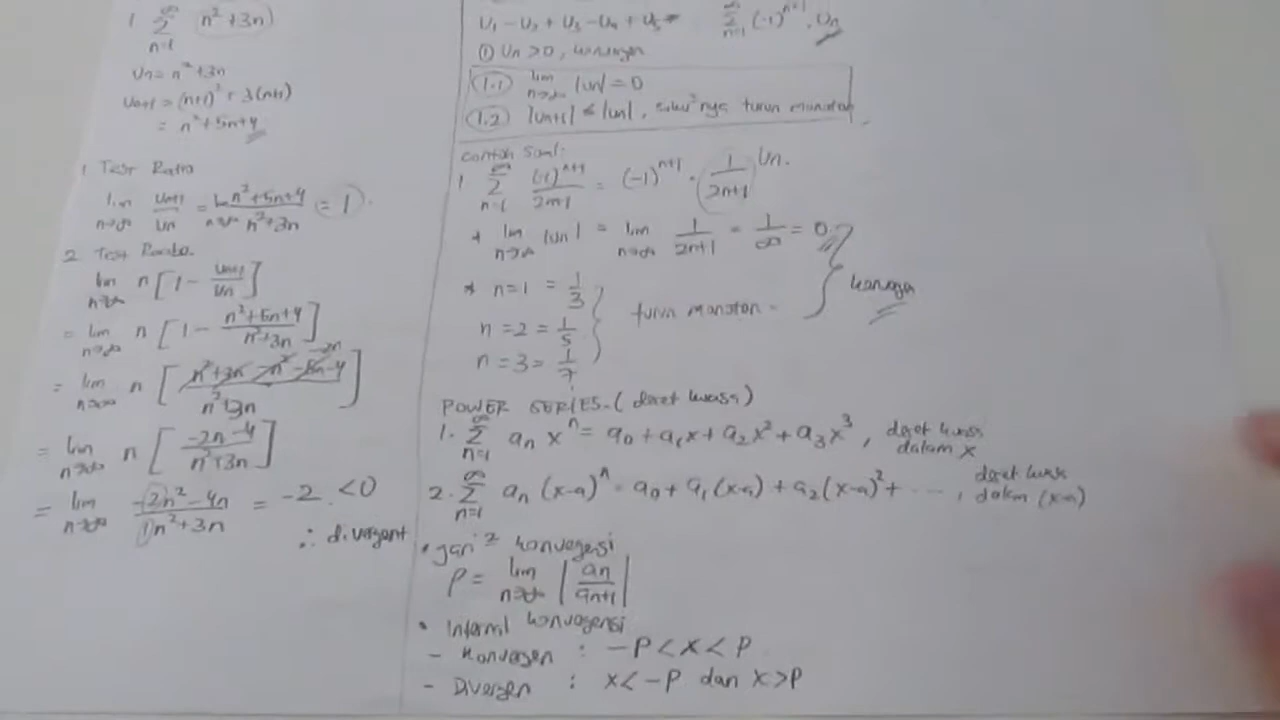 1. ∞ Σ n=1 (n²+3n)
Un = n²+3n
Un+1 = (n+1)² + 3(n+1)
= n²+5n+4
1 Test Ratio
lim n→∞ Un+1/Un = lim n→∞ n²+5n+4/n²+3n = 1
2 Test Raabe
lim n→∞ n[1 - Un+1/Un]
= lim n→∞ n[1 - n²+5n+4/n²+3n]
= lim n→∞ n[n²+3n-n²-5n-4/n²+3n] -2n
= lim n→∞ n[-2n-4/n²+3n]
= lim n→∞ -2n²-4n/1n²+3n = -2 <0
∴ divergent
U1 - U2 + U3 - U4 + U5 ∞ Σ n=1 (-1)ⁿ⁺¹ . Un
① Un > 0, konvergen
1.1 lim n→∞ |Un| = 0
1.2 |Un+1| ≤ |Un|, suku²nya turun monoton
Contoh Soal:
1. ∞ Σ n=1 (-1)ⁿ⁺¹/2n+1 = (-1)ⁿ⁺¹ . 1/2n+1 Un.
* lim n→∞ |Un| = lim n→∞ 1/2n+1 = 1/∞ = 0
* n=1 = 1/3
n=2 = 1/5
n=3 = 1/7
turun monoton
konvergen
POWER SERIES. (deret kuasa)
1. ∞ Σ n=1 an xⁿ = a0 + a1x + a2x² + a3x³, deret kuasa
dalam x
2. ∞ Σ n=1 an (x-a)ⁿ = a0 + a1(x-a) + a2(x-a)² + ...., deret kuasa
dalam (x-a)
• jari² konvergensi
ρ = lim n→∞ |an/an+1|
• Interval konvergensi
- Konvergen : -P < x < P
- Divergen : x < -P dan x > P